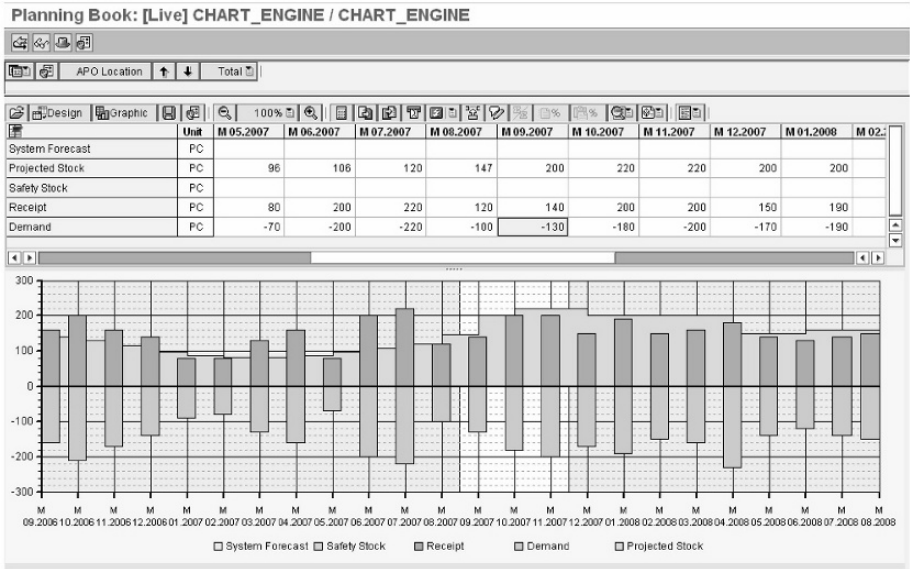 Planning Book: [Live] CHART_ENGINE / CHART_ENGINE
APO Location Total
Design Graphic 100%
Unit M 05.2007 M 06.2007 M 07.2007 M 08.2007 M 09.2007 M 10.2007 M 11.2007 M 12.2007 M 01.2008 M 02.
System Forecast PC
Projected Stock PC 96 106 120 147 200 220 220 200 200
Safety Stock PC
Receipt PC 80 200 220 120 140 200 200 150 190
Demand PC -70 -200 -220 -100 -130 -180 -200 -170 -190
300
200
100
0
-100
-200
-300
M M M M M M M M M M M M M M M M M M M M M M M M
09.2006 10.2006 11.2006 12.2006 01.2007 02.2007 03.2007 04.2007 05.2007 06.2007 07.2007 08.2007 09.2007 10.2007 11.2007 12.2007 01.2008 02.2008 03.2008 04.2008 05.2008 06.2008 07.2008 08.2008
System Forecast Safety Stock Receipt Demand Projected Stock